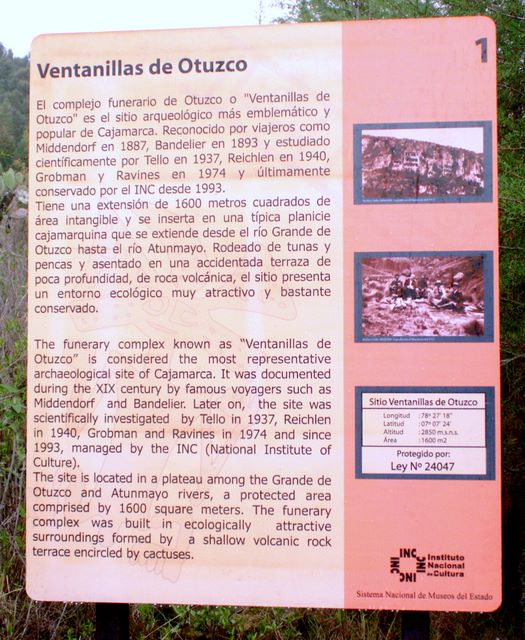 1
Ventanillas de Otuzco
El complejo funerario de Otuzco o "Ventanillas de
Otuzco" es el sitio arqueológico más emblemático y
popular de Cajamarca. Reconocido por viajeros como
Middendorf en 1887, Bandelier en 1893 y estudiado
científicamente por Tello en 1937, Reichlen en 1940,
Grobman y Ravines en 1974 y últimamente
conservado por el INC desde 1993.
Tiene una extensión de 1600 metros cuadrados de
área intangible y se inserta en una típica planicie
cajamarquina que se extiende desde el río Grande de
Otuzco hasta el río Atunmayo. Rodeado de tunas y
pencas y asentado en una accidentada terraza de
poca profundidad, de roca volcánica, el sitio presenta
un entorno ecológico muy atractivo y bastante
conservado.
The funerary complex known as “Ventanillas de
Otuzco” is considered the most representative
archaeological site of Cajamarca. It was documented
during the XIX century by famous voyagers such as
Middendorf and Bandelier. Later on, the site was
scientifically investigated by Tello in 1937, Reichlen
in 1940, Grobman and Ravines in 1974 and since
1993, managed by the INC (National Institute of
Culture).
The site is located in a plateau among the Grande de
Otuzco and Atunmayo rivers, a protected area
comprised by 1600 square meters. The funerary
complex was built in ecologically attractive
surroundings formed by a shallow volcanic rock
terrace encircled by cactuses.
Sitio Ventanillas de Otuzco
Longitud : 78º 27' 18"
Latitud : 07º 07' 24'
Altitud : 2850 m.s.n.s.
Área : 1600 m2
Protegido por:
Ley Nº 24047
INC INC INC INC
Instituto
Nacional
de Cultura
Sistema Nacional de Museos del Estado